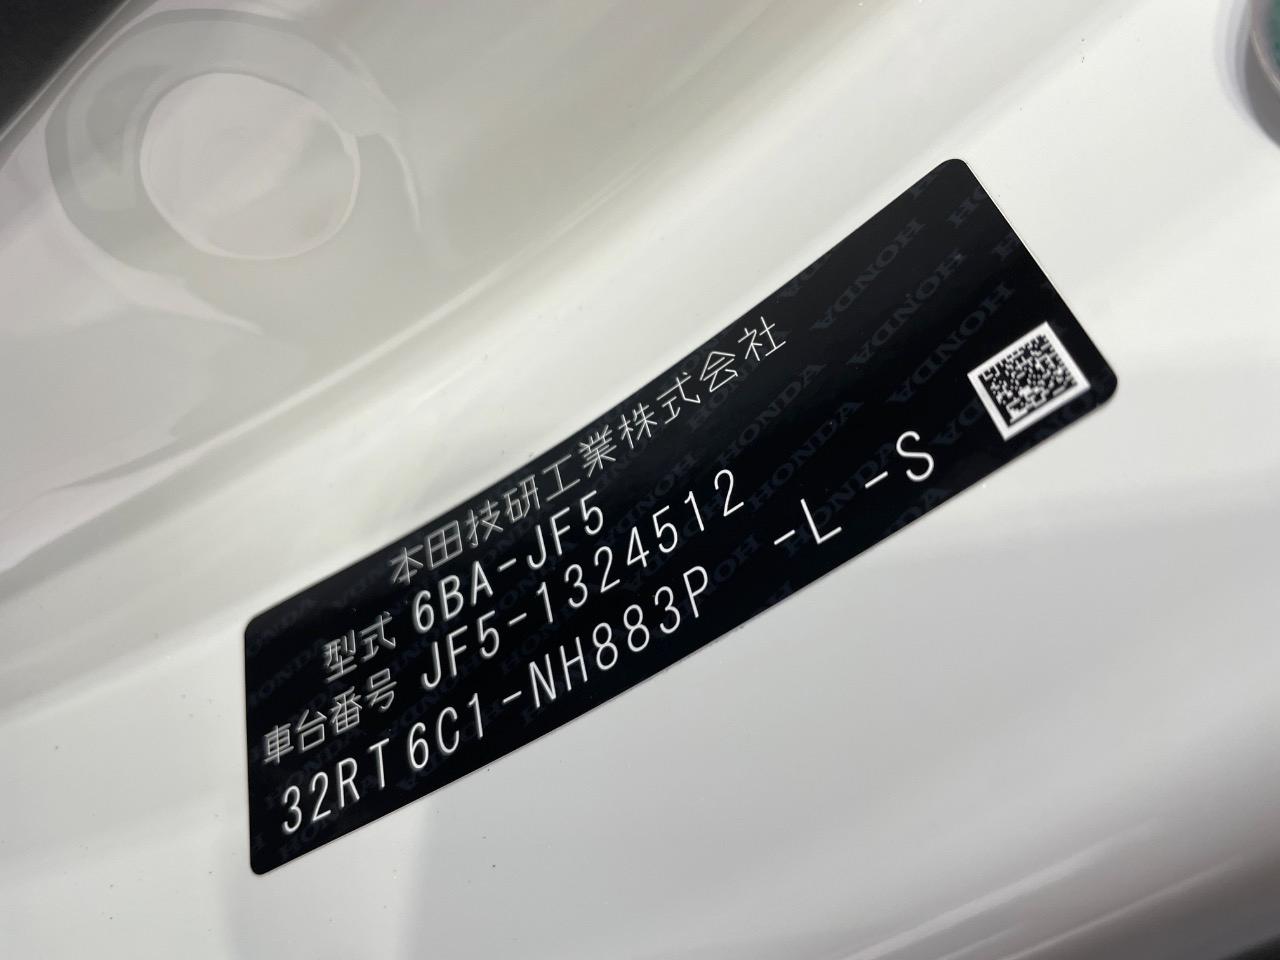 本田技研工業株式会社
型式 6BA-JF5
車台番号 JF5-1324512
32RT6C1-NH883P -L -S